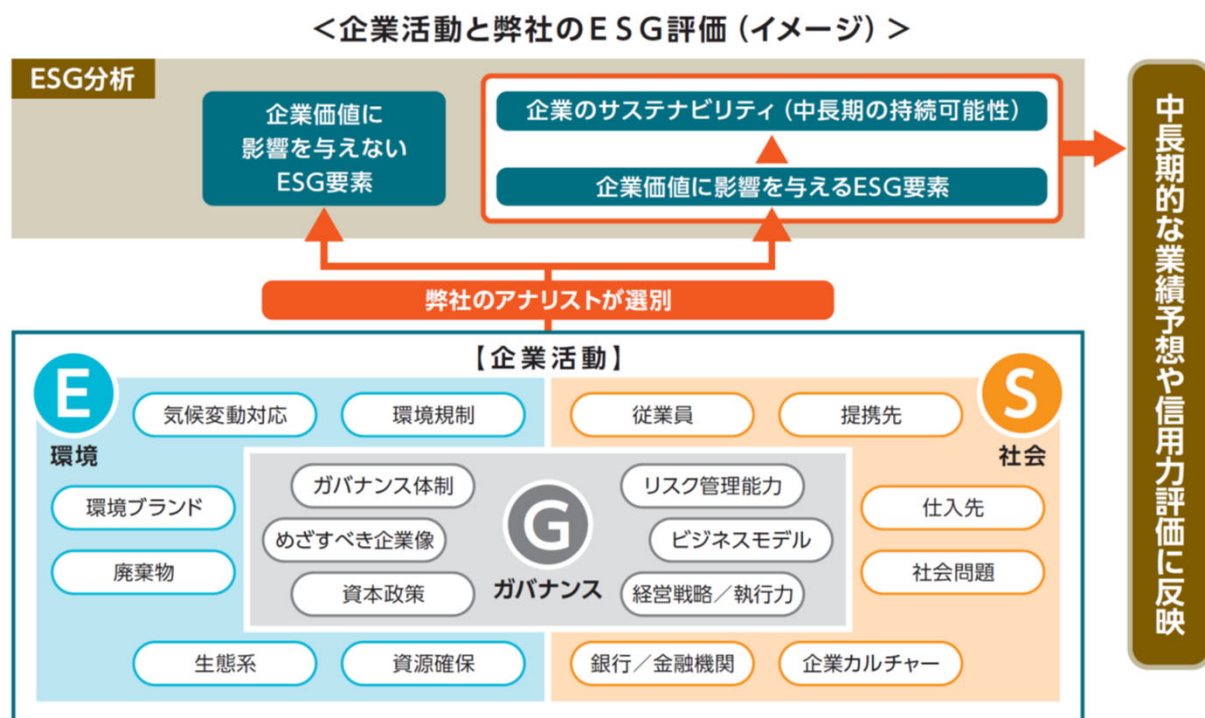 ＜企業活動と弊社のESG評価（イメージ）＞
ESG分析
企業価値に
影響を与えない
ESG要素
企業のサステナビリティ（中長期の持続可能性）
企業価値に影響を与えるESG要素
中長期的な業績予想や信用力評価に反映
弊社のアナリストが選別
【企業活動】
E
環境
S
社会
気候変動対応
環境規制
従業員
提携先
環境ブランド
廃棄物
生態系
資源確保
ガバナンス体制
めざすべき企業像
資本政策
G
ガバナンス
リスク管理能力
ビジネスモデル
経営戦略／執行力
仕入先
社会問題
銀行／金融機関
企業カルチャー